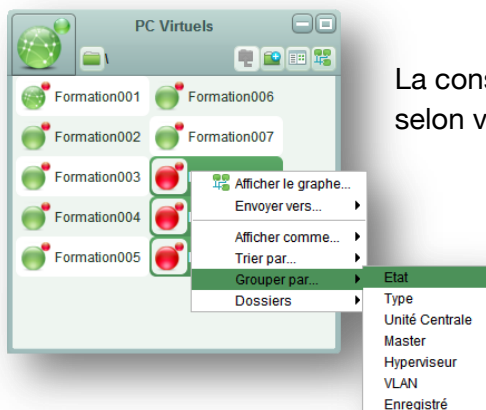 PC Virtuels
\
Formation001 Formation006
Formation002 Formation007
Formation003
Formation004
Formation005
Afficher le graphe...
Envoyer vers...
Afficher comme...
Trier par...
Grouper par...
Dossiers
Etat
Type
Unité Centrale
Master
Hyperviseur
VLAN
Enregistré
La cons
selon v